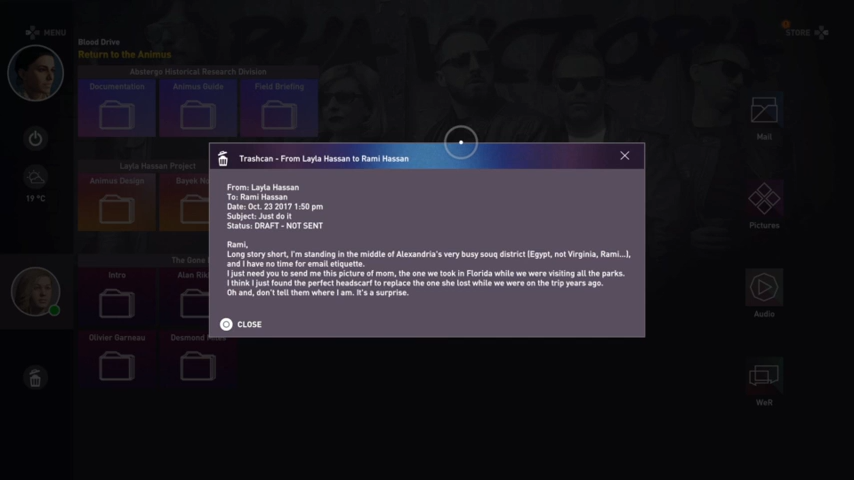 MENU
STORE
Blood Drive
Return to the Animus
Abstergo Historical Research Division
Documentation
Animus Guide
Field Briefing
Layla Hassan Project
Animus Design
Bayek
19 °C
Trashcan - From Layla Hassan to Rami Hassan
From: Layla Hassan
To: Rami Hassan
Date: Oct. 23 2017 1:50 pm
Subject: Just do it
Status: DRAFT - NOT SENT
Rami,
Long story short, I'm standing in the middle of Alexandria's very busy souq district (Egypt, not Virginia, Rami...),
and I have no time for email etiquette.
I just need you to send me this picture of mom, the one we took in Florida while we were visiting all the parks.
I think I just found the perfect headscarf to replace the one she lost while we were on the trip years ago.
Oh and, don't tell them where I am. It's a surprise.
CLOSE
The
Intro
Alan
Olivier Garneau
Desmond
Mail
Pictures
Audio
WeR